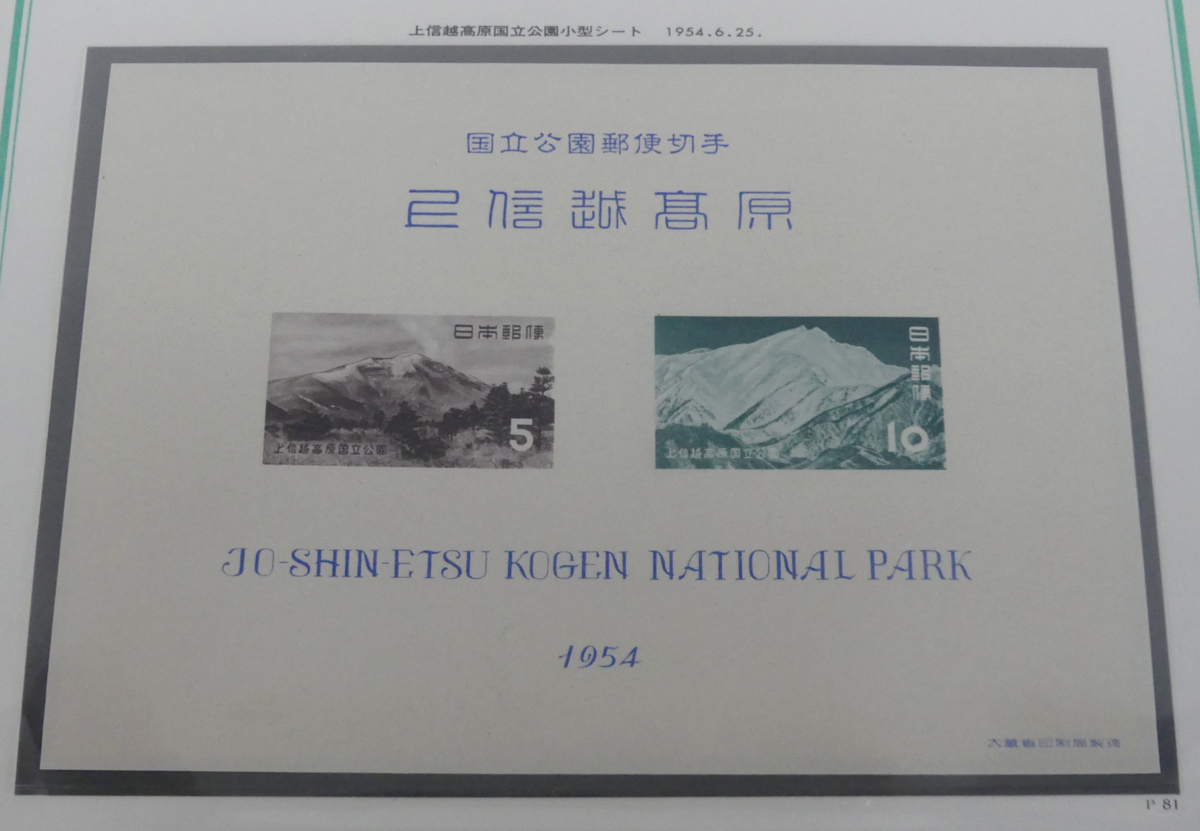 上信越高原国立公園小型シート 1954.6.25.
国立公園郵便切手
上信越高原
日本郵便
5
上信越高原国立公園
日本郵便
10
上信越高原国立公園
JO-SHIN-ETSU KOGEN NATIONAL PARK
1954
大蔵省印刷局製造
P 81